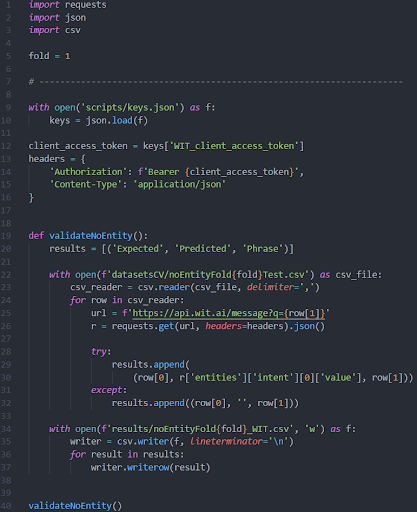 1 import requests
2 import json
3 import csv
4
5 fold = 1
6
7 # ----------------------------------------------------------------------
8
9 with open('scripts/keys.json') as f:
10     keys = json.load(f)
11
12 client_access_token = keys['WIT_client_access_token']
13 headers = {
14     'Authorization': f'Bearer {client_access_token}',
15     'Content-Type': 'application/json'
16 }
17
18
19 def validateNoEntity():
20     results = [('Expected', 'Predicted', 'Phrase')]
21
22     with open(f'datasetsCV/noEntityFold{fold}Test.csv') as csv_file:
23         csv_reader = csv.reader(csv_file, delimiter=',')
24         for row in csv_reader:
25             url = f'https://api.wit.ai/message?q={row[1]}'
26             r = requests.get(url, headers=headers).json()
27
28             try:
29                 results.append(
30                     (row[0], r['entities']['intent'][0]['value'], row[1]))
31             except:
32                 results.append((row[0], '', row[1]))
33
34     with open(f'results/noEntityFold{fold}_WIT.csv', 'w') as f:
35         writer = csv.writer(f, lineterminator='\n')
36         for result in results:
37             writer.writerow(result)
38
39
40 validateNoEntity()